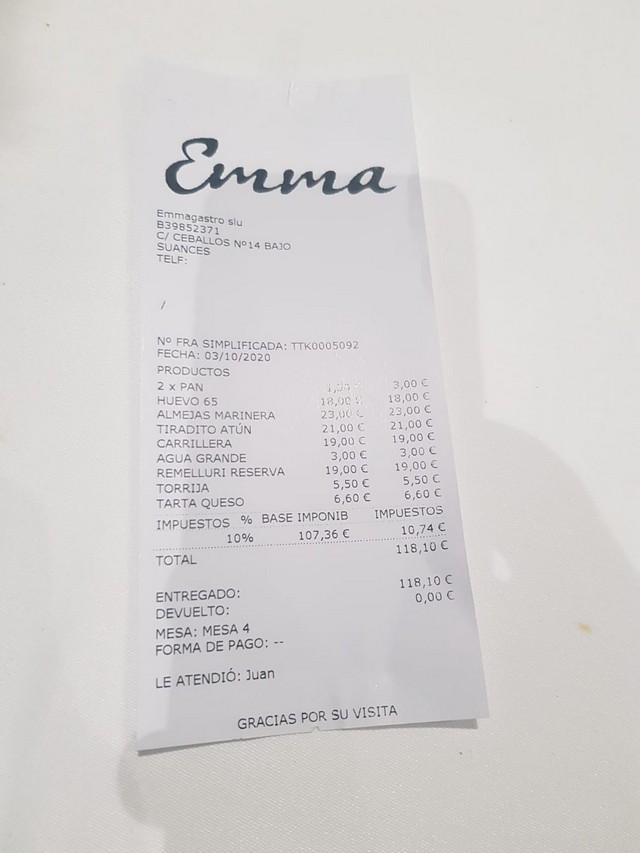 Emma
Emmagastro slu
B39852371
C/ CEBALLOS Nº14 BAJO
SUANCES
TELF:
/
Nº FRA SIMPLIFICADA: TTK0005092
FECHA: 03/10/2020
PRODUCTOS
2 x PAN 3,00 €
HUEVO 65 18,00 € 18,00 €
ALMEJAS MARINERA 23,00 € 23,00 €
TIRADITO ATÚN 21,00 € 21,00 €
CARRILLERA 19,00 € 19,00 €
AGUA GRANDE 3,00 € 3,00 €
REMELLURI RESERVA 19,00 € 19,00 €
TORRIJA 5,50 € 5,50 €
TARTA QUESO 6,60 € 6,60 €
IMPUESTOS % BASE IMPONIB IMPUESTOS
10% 107,36 € 10,74 €
TOTAL 118,10 €
ENTREGADO: 118,10 €
DEVUELTO: 0,00 €
MESA: MESA 4
FORMA DE PAGO: --
LE ATENDIÓ: Juan
GRACIAS POR SU VISITA